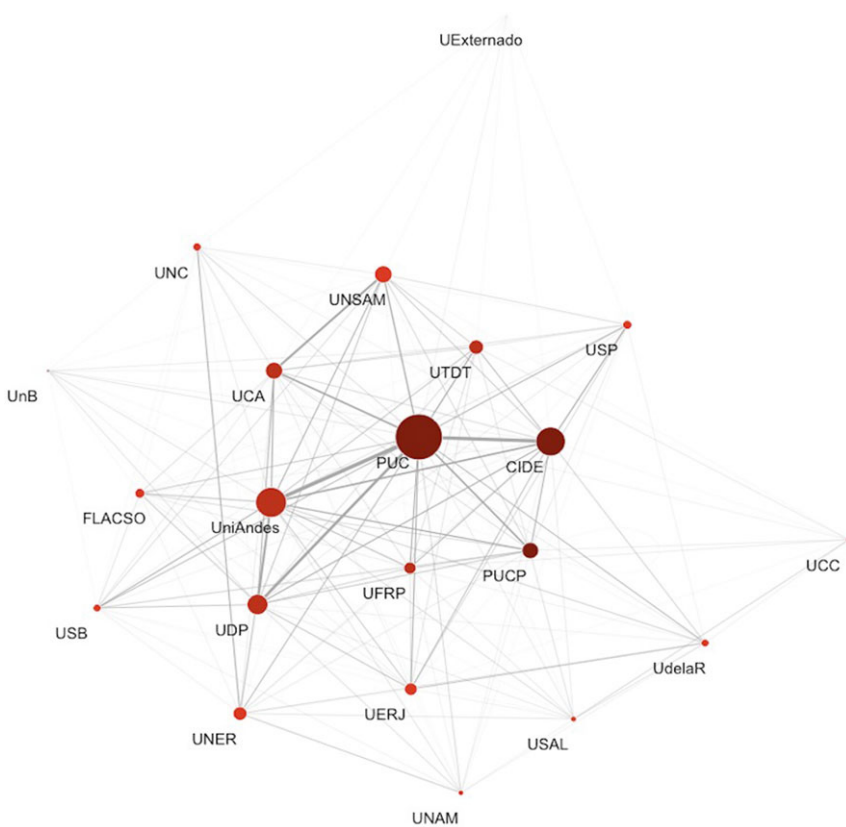 UExternado
UNC
UNSAM
USP
UTDT
UnB
UCA
PUC
CIDE
FLACSO
UniAndes
UCC
UFRP
PUCP
USB
UDP
UdelaR
UERJ
UNER
USAL
UNAM